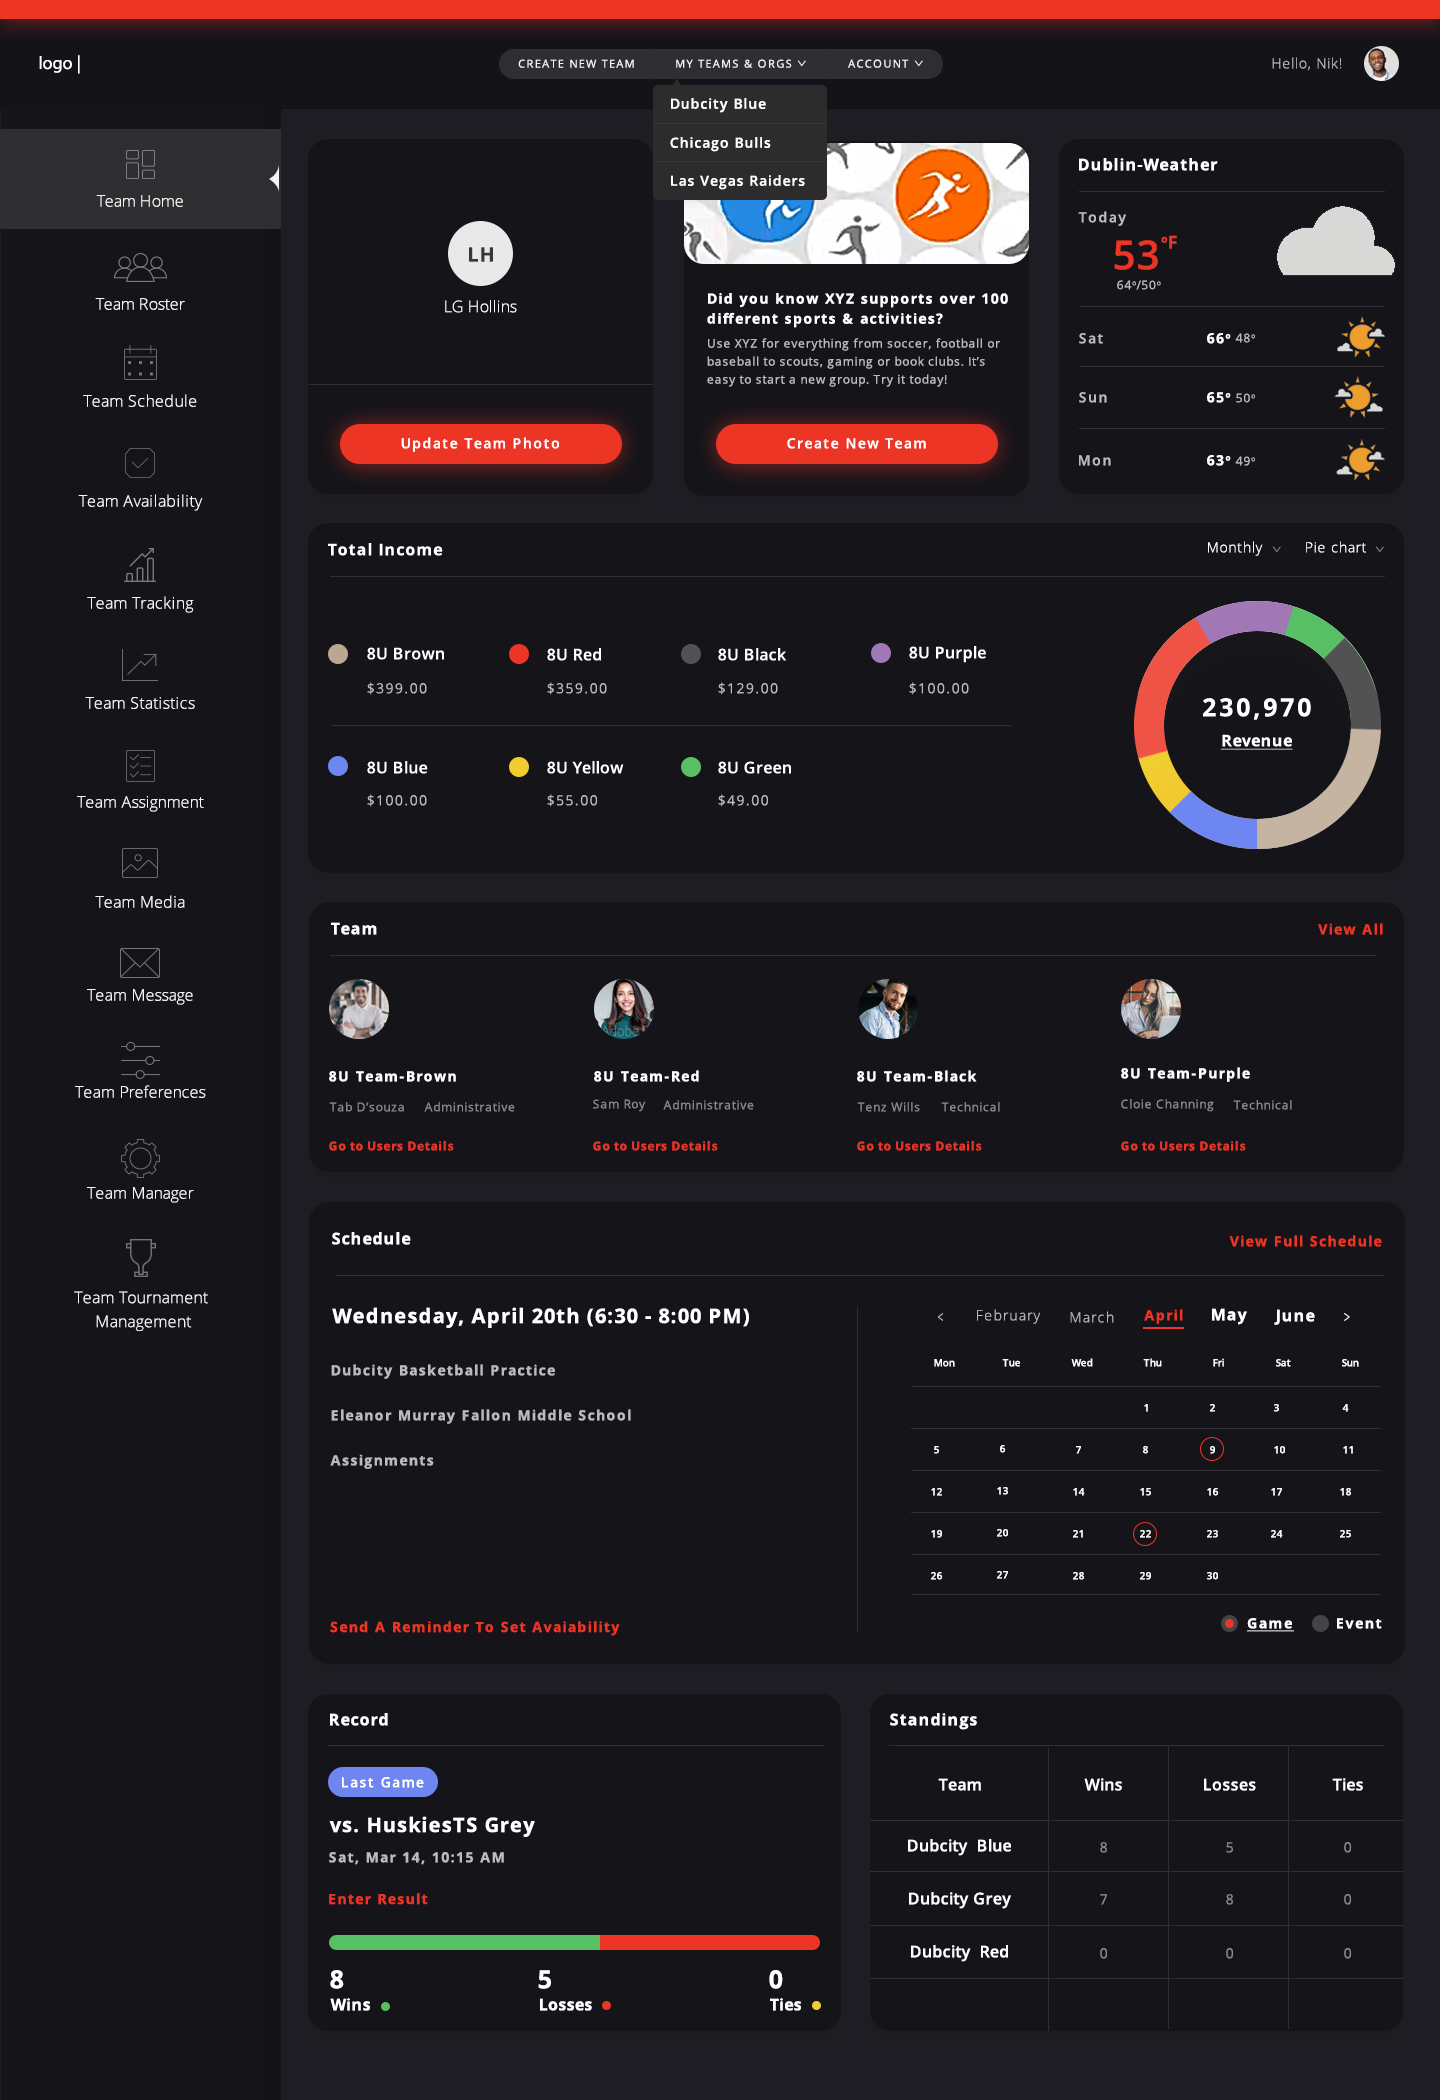 logo |
CREATE NEW TEAM
MY TEAMS & ORGS
ACCOUNT
Hello, Nik!
Dubcity Blue
Chicago Bulls
Las Vegas Raiders
Team Home
Team Roster
Team Schedule
Team Availability
Team Tracking
Team Statistics
Team Assignment
Team Media
Team Message
Team Preferences
Team Manager
Team Tournament
Management
LH
LG Hollins
Update Team Photo
Did you know XYZ supports over 100
different sports & activities?
Use XYZ for everything from soccer, football or
baseball to scouts, gaming or book clubs. It's
easy to start a new group. Try it today!
Create New Team
Dublin-Weather
Today
53°F
64°/50°
Sat 66° 48°
Sun 65° 50°
Mon 63° 49°
Total Income
Monthly
Pie chart
8U Brown
$399.00
8U Red
$359.00
8U Black
$129.00
8U Purple
$100.00
8U Blue
$100.00
8U Yellow
$55.00
8U Green
$49.00
230,970
Revenue
Team
View All
8U Team-Brown
Tab D'souza Administrative
Go to Users Details
8U Team-Red
Sam Roy Administrative
Go to Users Details
8U Team-Black
Tenz Wills Technical
Go to Users Details
8U Team-Purple
Cloie Channing Technical
Go to Users Details
Adobe
Schedule
View Full Schedule
Wednesday, April 20th (6:30 - 8:00 PM)
Dubcity Basketball Practice
Eleanor Murray Fallon Middle School
Assignments
Send A Reminder To Set Avaiability
< February March April May June >
Mon Tue Wed Thu Fri Sat Sun
1 2 3 4
5 6 7 8 9 10 11
12 13 14 15 16 17 18
19 20 21 22 23 24 25
26 27 28 29 30
Game Event
Record
Last Game
vs. HuskiesTS Grey
Sat, Mar 14, 10:15 AM
Enter Result
8
Wins
5
Losses
0
Ties
Standings
Team Wins Losses Ties
Dubcity Blue 8 5 0
Dubcity Grey 7 8 0
Dubcity Red 0 0 0